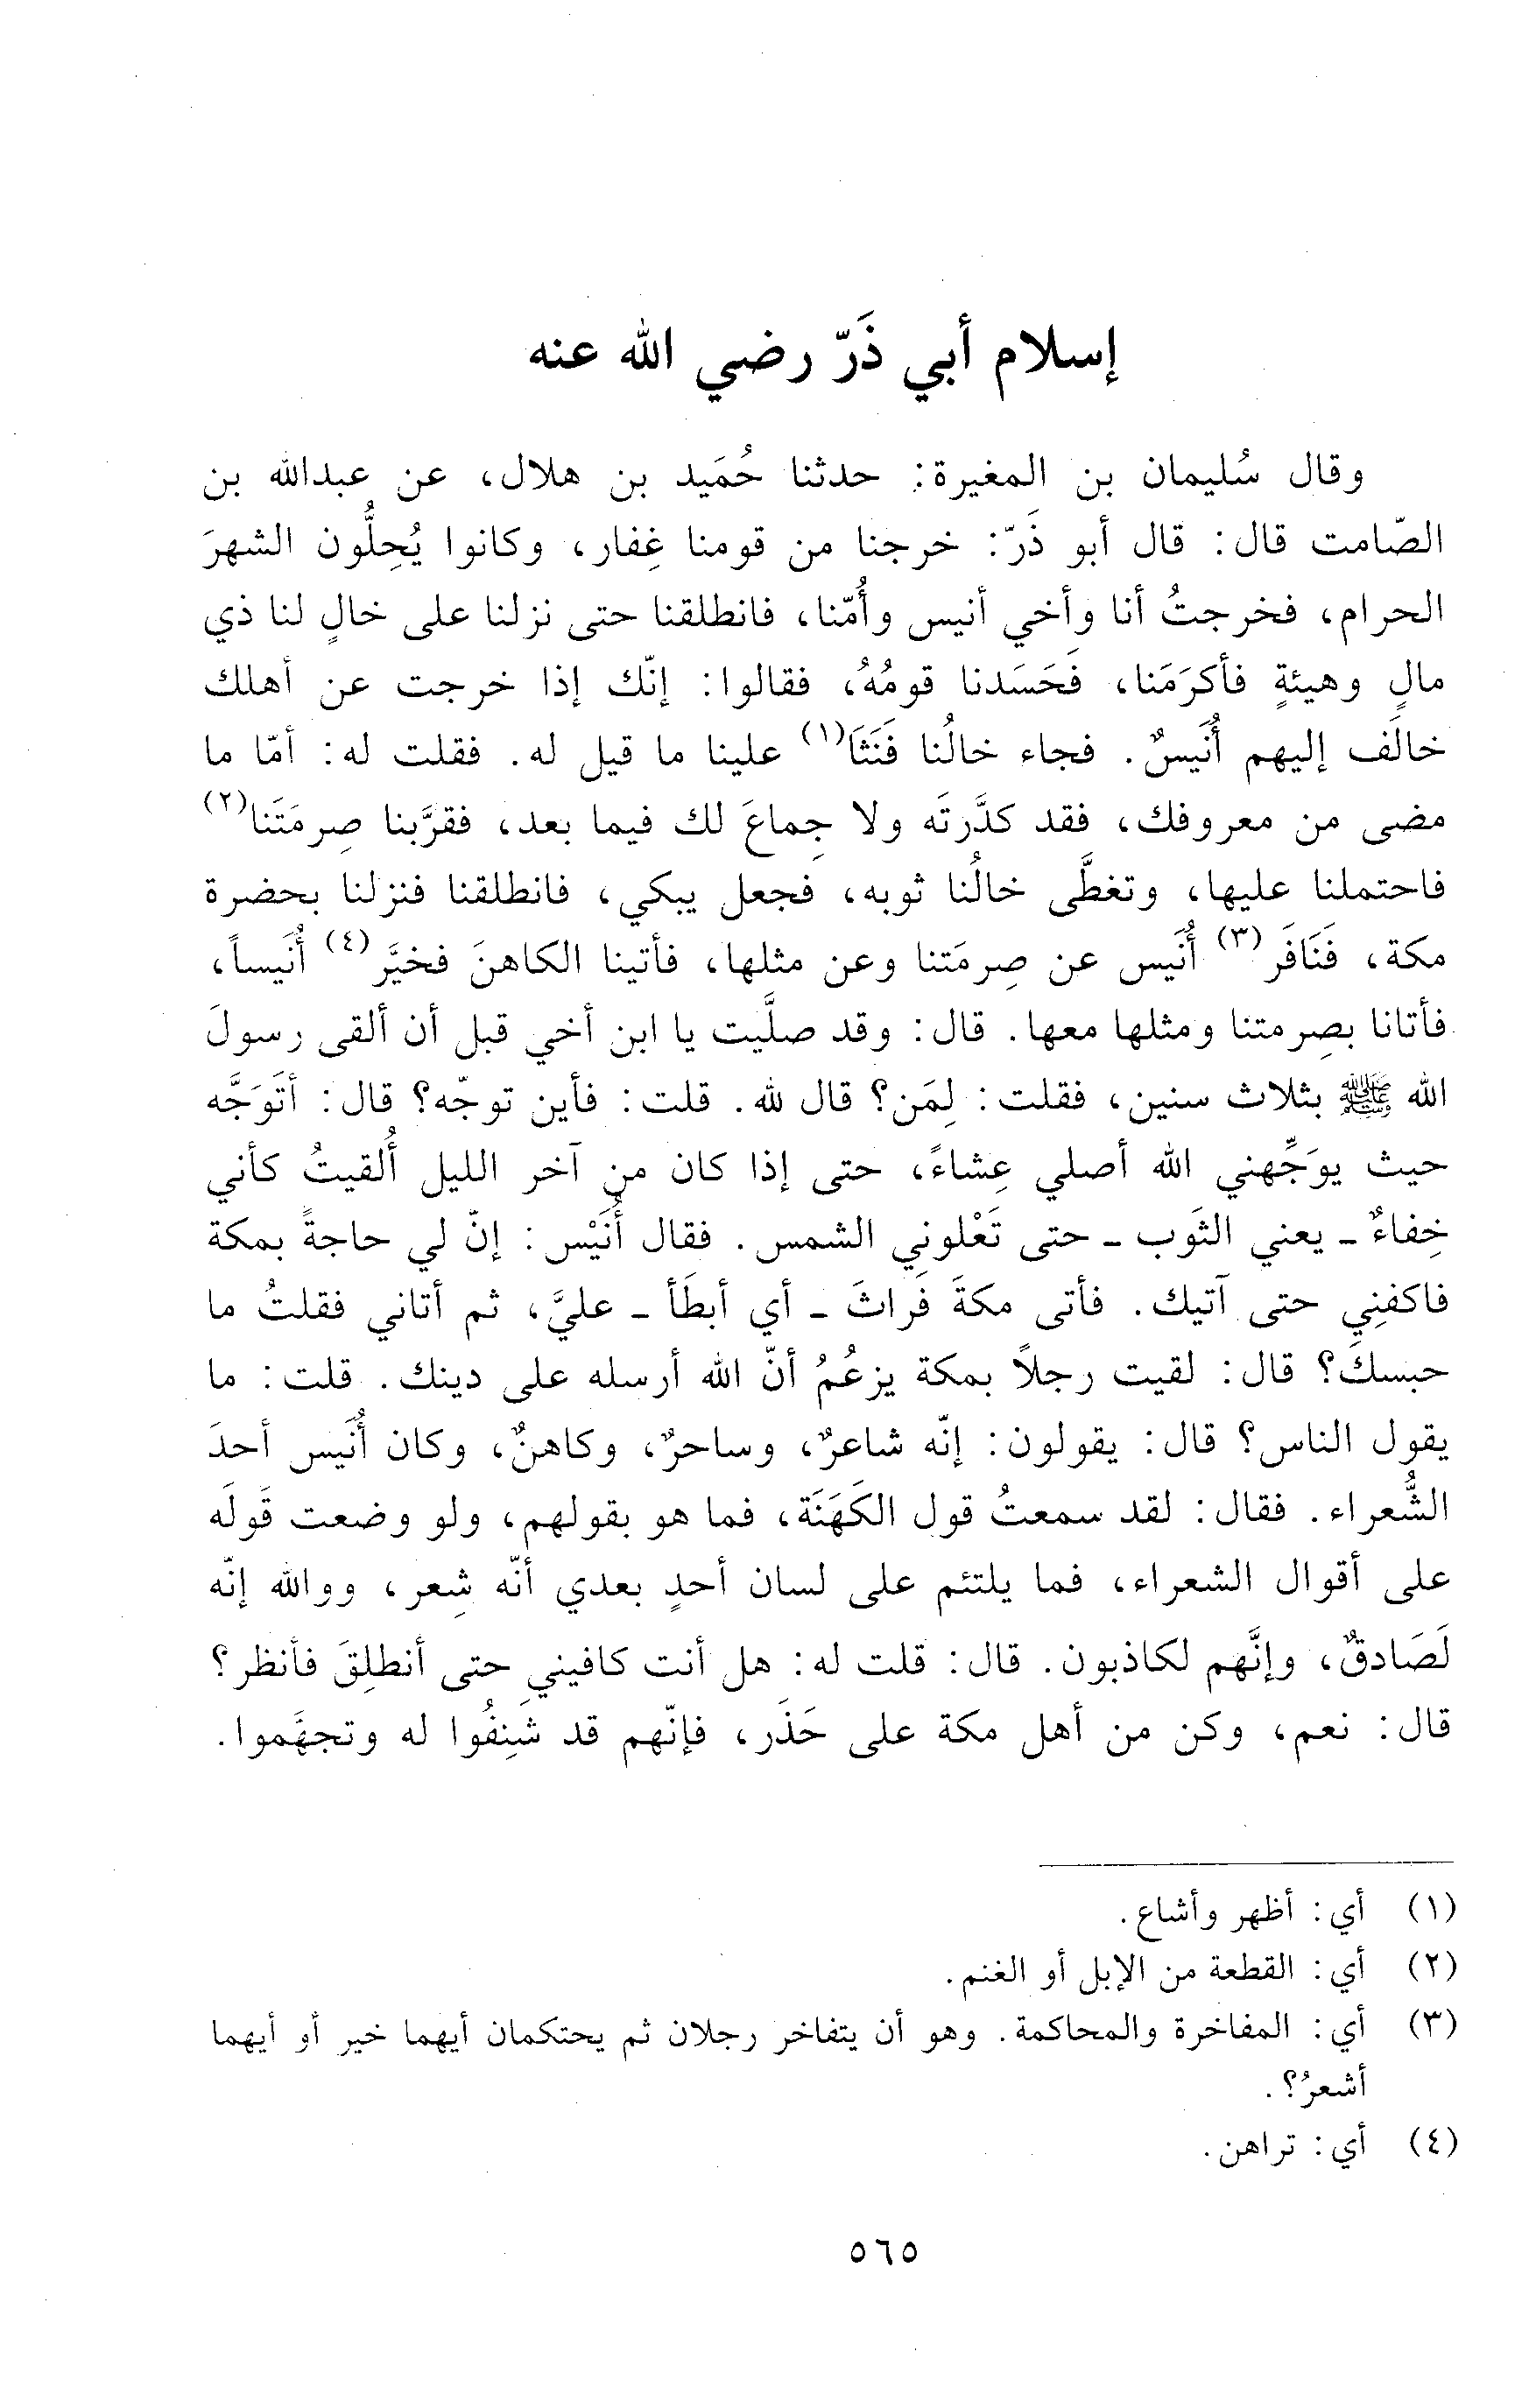 إسلام أبي ذَرّ رضي الله عنه
وقال سُليمان بن المغيرة: حدثنا حُمَيد بن هلال، عن عبدالله بن
الصّامت قال: قال أبو ذَرّ: خرجنا من قومنا غِفار، وكانوا يُحِلُّون الشهرَ
الحرام، فخرجتُ أنا وأخي أنيس وأُمّنا، فانطلقنا حتى نزلنا على خالٍ لنا ذي
مالٍ وهيئةٍ فأكرَمَنا، فَحَسَدنا قومُهُ، فقالوا: إنّك إذا خرجت عن أهلك
خالَف إليهم أُنَيسٌ. فجاء خالُنا فَنَثَا(١) علينا ما قيل له. فقلت له: أمّا ما
مضى من معروفك، فقد كدَّرتَه ولا جِماعَ لك فيما بعد، فقرَّبنا صِرمَتَنا(٢)
فاحتملنا عليها، وتغطَّى خالُنا ثوبه، فجعل يبكي، فانطلقنا فنزلنا بحضرة
مكة، فَنَافَر(٣) أُنَيس عن صِرمَتنا وعن مثلها، فأتينا الكاهنَ فخيَّر(٤) أُنَيساً،
فأتانا بصِرمتنا ومثلها معها. قال: وقد صلَّيت يا ابن أخي قبل أن ألقى رسولَ
الله ﷺ بثلاث سنين، فقلت: لِمَن؟ قال لله. قلت: فأين توجّه؟ قال: أتَوَجَّه
حيث يوَجِّهني الله أصلي عِشاءً، حتى إذا كان من آخر الليل أُلقيتُ كأني
خِفاءٌ - يعني الثَوب - حتى تَعْلوني الشمس. فقال أُنَيْس: إنّ لي حاجةً بمكة
فاكفنِي حتى آتيك. فأتى مكةَ فَراثَ - أي أبطَأ - عليَّ، ثم أتاني فقلتُ ما
حبسكَ؟ قال: لقيت رجلاً بمكة يزعُمُ أنّ الله أرسله على دينك. قلت: ما
يقول الناس؟ قال: يقولون: إنّه شاعرٌ، وساحرٌ، وكاهنٌ، وكان أُنَيس أحدَ
الشُّعراء. فقال: لقد سمعتُ قول الكَهَنَة، فما هو بقولهم، ولو وضعت قَولَه
على أقوال الشعراء، فما يلتئم على لسان أحدٍ بعدي أنّه شِعر، ووالله إنّه
لَصَادقٌ، وإنَّهم لكاذبون. قال: قلت له: هل أنت كافيني حتى أنطلِقَ فأنظر؟
قال: نعم، وكن من أهل مكة على حَذَر، فإنّهم قد شَنِفُوا له وتجهَّموا.
(١) أي: أظهر وأشاع.
(٢) أي: القطعة من الإبل أو الغنم.
(٣) أي: المفاخرة والمحاكمة. وهو أن يتفاخر رجلان ثم يحتكمان أيهما خير أو أيهما
أشعرُ؟.
(٤) أي: تراهن.
٥٦٥